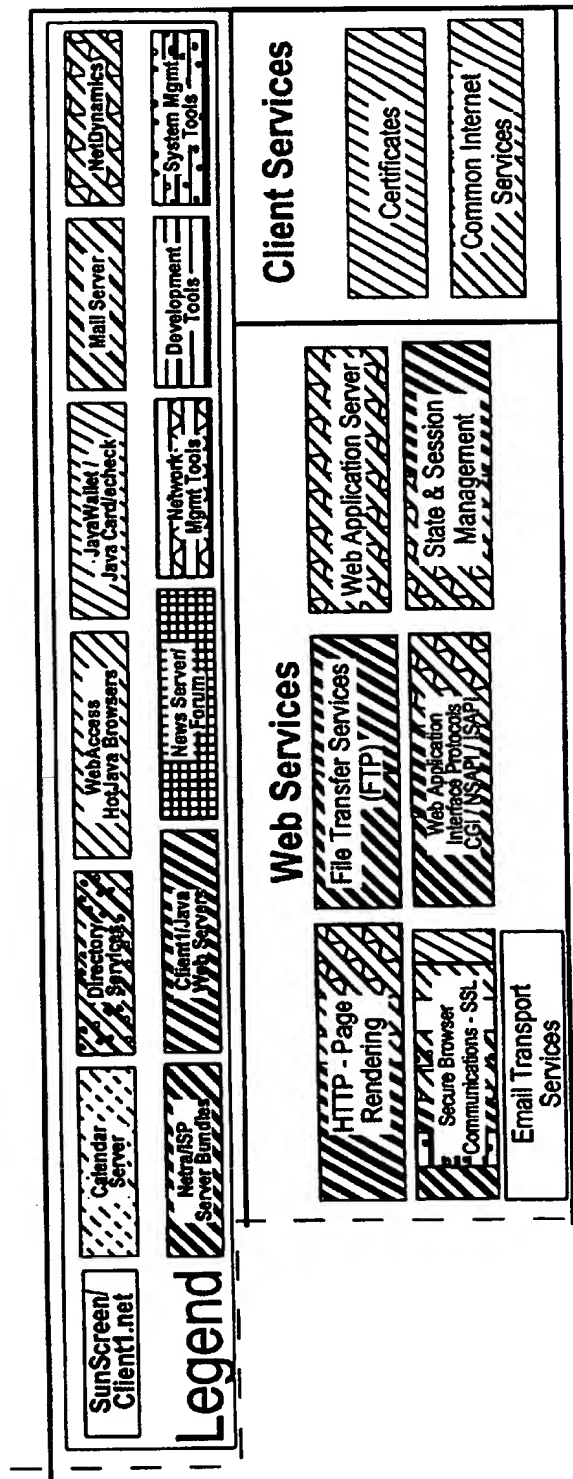 SunScreen/
Client1.net
Calendar
Server
Directory
Services
WebAccess
HotJava Browsers
JavaWallet /
Java Card/echeck
Mail Server
NetDynamics
Legend
Netra/ISP
Server Bundles
Client1/Java
Web Servers
News Server/
Forum
Network
Mgmt Tools
Development
Tools
System Mgmt
Tools
Web Services
HTTP - Page
Rendering
File Transfer Services
(FTP)
Web Application Server
Secure Browser
Communications - SSL
Web Application
Interface Protocols
CGI / NSAPI / ISAPI
State & Session
Management
Email Transport
Services
Client Services
Certificates
Common Internet
Services